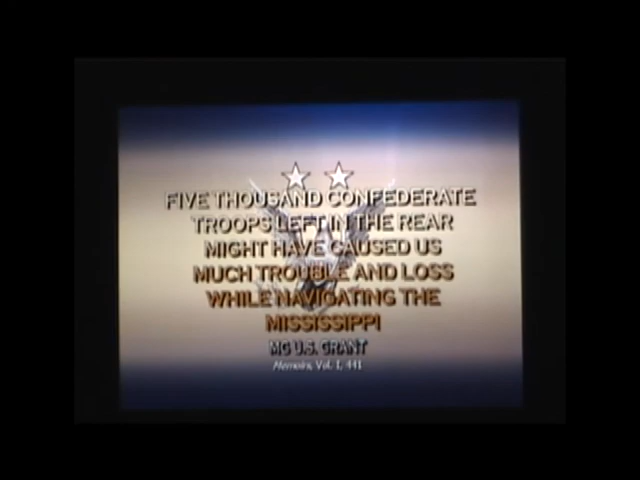 FIVE THOUSAND CONFEDERATE
TROOPS LEFT IN THE REAR
MIGHT HAVE CAUSED US
MUCH TROUBLE AND LOSS
WHILE NAVIGATING THE
MISSISSIPPI
MG U.S. GRANT
Memoirs, Vol. I, 441